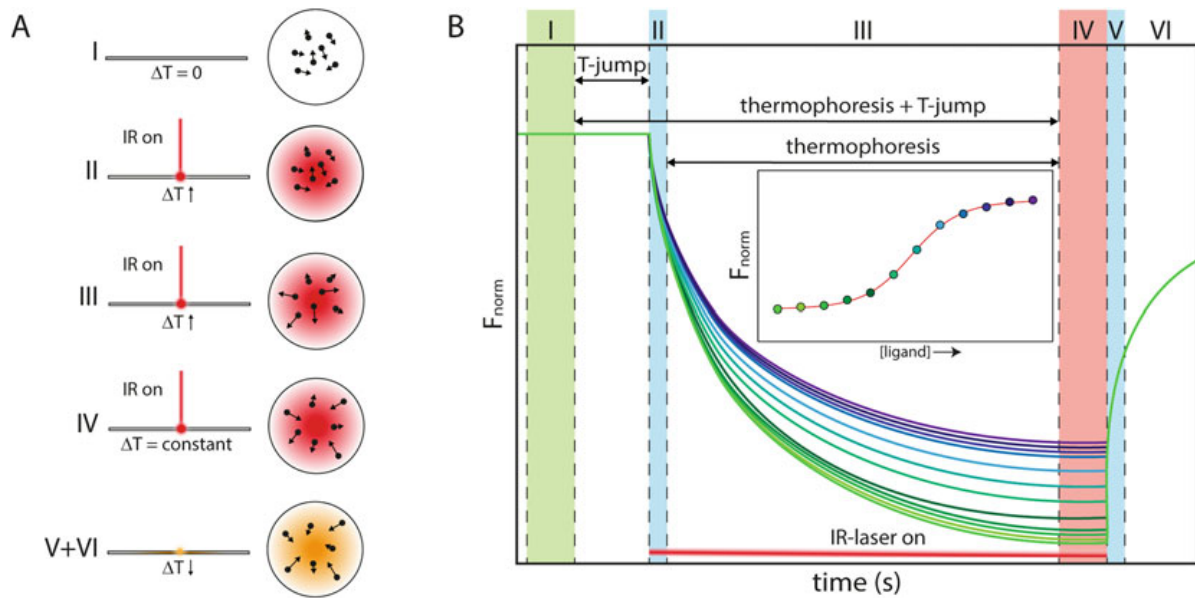 A
I
ΔT = 0
IR on
II
ΔT ↑
IR on
III
ΔT ↑
IR on
IV
ΔT = constant
V+VI
ΔT ↓
B
I II III IV V VI
T-jump
thermophoresis + T-jump
thermophoresis
Fnorm
[ligand] →
Fnorm
IR-laser on
time (s)